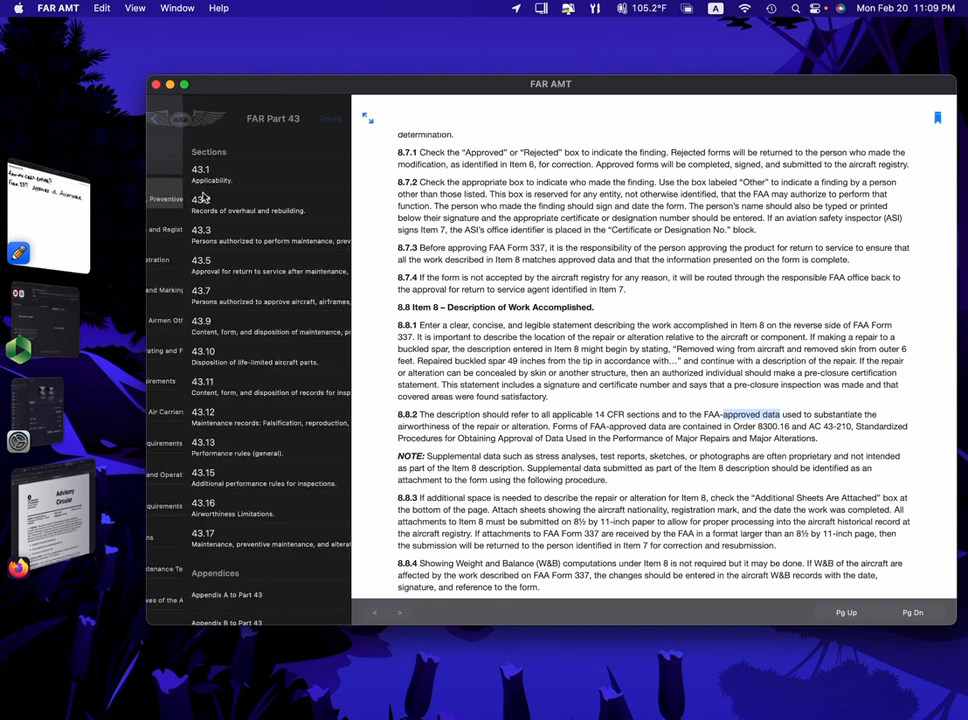 FAR AMT Edit View Window Help
105.2°F A Mon Feb 20 11:09 PM
FAR AMT
FAR Part 43 Tools
Sections
43.1
Applicability.
Records of overhaul and rebuilding.
43.3
Persons authorized to perform maintenance, prev
43.5
Approval for return to service after maintenance,
43.7
Persons authorized to approve aircraft, airframes,
43.9
Content, form, and disposition of maintenance, pr
43.10
Disposition of life-limited aircraft parts.
43.11
Content, form, and disposition of records for insp
43.12
Maintenance records: Falsification, reproduction,
43.13
Performance rules (general).
43.15
Additional performance rules for inspections.
43.16
Airworthiness Limitations.
43.17
Maintenance, preventive maintenance, and alterat
Appendices
Appendix A to Part 43
Appendix B to Part 43
, Preventive
and Regist
stration
and Marking
Airmen Oth
rating and F
irements
Air Carrier
quirements
and Operat
quirements
ns
ntenance Te
ives of the A
determination.
8.7.1 Check the “Approved” or “Rejected” box to indicate the finding. Rejected forms will be returned to the person who made the
modification, as identified in Item 6, for correction. Approved forms will be completed, signed, and submitted to the aircraft registry.
8.7.2 Check the appropriate box to indicate who made the finding. Use the box labeled “Other” to indicate a finding by a person
other than those listed. This box is reserved for any entity, not otherwise identified, that the FAA may authorize to perform that
function. The person who made the finding should sign and date the form. The person’s name should also be typed or printed
below their signature and the appropriate certificate or designation number should be entered. If an aviation safety inspector (ASI)
signs Item 7, the ASI’s office identifier is placed in the “Certificate or Designation No.” block.
8.7.3 Before approving FAA Form 337, it is the responsibility of the person approving the product for return to service to ensure that
all the work described in Item 8 matches approved data and that the information presented on the form is complete.
8.7.4 If the form is not accepted by the aircraft registry for any reason, it will be routed through the responsible FAA office back to
the approval for return to service agent identified in Item 7.
8.8 Item 8 – Description of Work Accomplished.
8.8.1 Enter a clear, concise, and legible statement describing the work accomplished in Item 8 on the reverse side of FAA Form
337. It is important to describe the location of the repair or alteration relative to the aircraft or component. If making a repair to a
buckled spar, the description entered in Item 8 might begin by stating, “Removed wing from aircraft and removed skin from outer 6
feet. Repaired buckled spar 49 inches from the tip in accordance with…” and continue with a description of the repair. If the repair
or alteration can be concealed by skin or another structure, then an authorized individual should make a pre-closure certification
statement. This statement includes a signature and certificate number and says that a pre-closure inspection was made and that
covered areas were found satisfactory.
8.8.2 The description should refer to all applicable 14 CFR sections and to the FAA-approved data used to substantiate the
airworthiness of the repair or alteration. Forms of FAA-approved data are contained in Order 8300.16 and AC 43-210, Standardized
Procedures for Obtaining Approval of Data Used in the Performance of Major Repairs and Major Alterations.
NOTE: Supplemental data such as stress analyses, test reports, sketches, or photographs are often proprietary and not intended
as part of the Item 8 description. Supplemental data submitted as part of the Item 8 description should be identified as an
attachment to the form using the following procedure.
8.8.3 If additional space is needed to describe the repair or alteration for Item 8, check the “Additional Sheets Are Attached” box at
the bottom of the page. Attach sheets showing the aircraft nationality, registration mark, and the date the work was completed. All
attachments to Item 8 must be submitted on 8½ by 11-inch paper to allow for proper processing into the aircraft historical record at
the aircraft registry. If attachments to FAA Form 337 are received by the FAA in a format larger than an 8½ by 11-inch page, then
the submission will be returned to the person identified in Item 7 for correction and resubmission.
8.8.4 Showing Weight and Balance (W&B) computations under Item 8 is not required but it may be done. If W&B of the aircraft are
affected by the work described on FAA Form 337, the changes should be entered in the aircraft W&B records with the date,
signature, and reference to the form.
< > Pg Up Pg Dn
Advisory
Circular